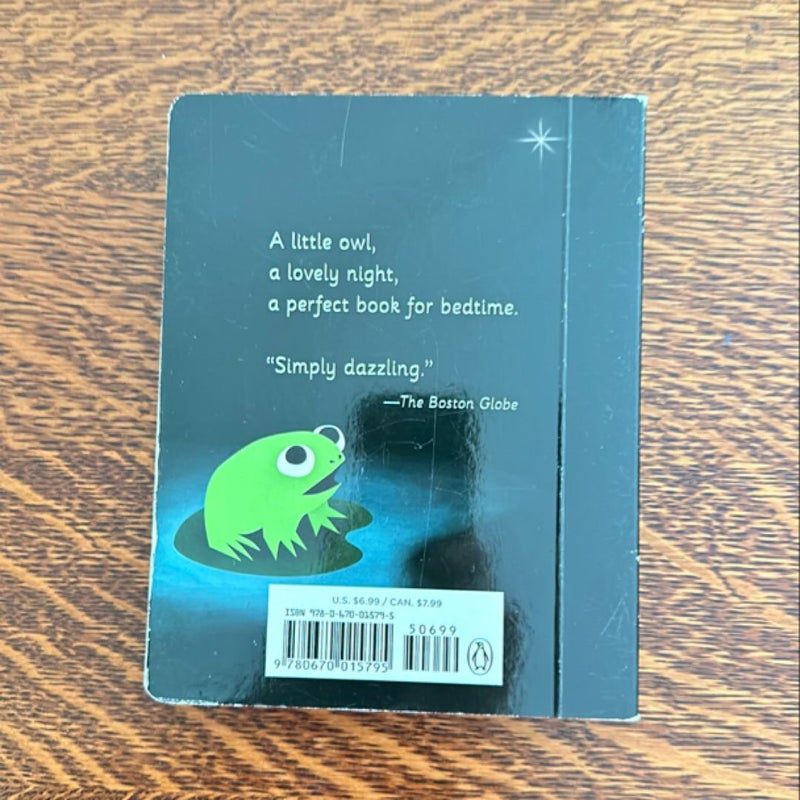 A little owl,
a lovely night,
a perfect book for bedtime.
“Simply dazzling.”
—The Boston Globe
U.S. $6.99 / CAN. $7.99
ISBN 978-0-670-01579-5
50699
9 780670 015795